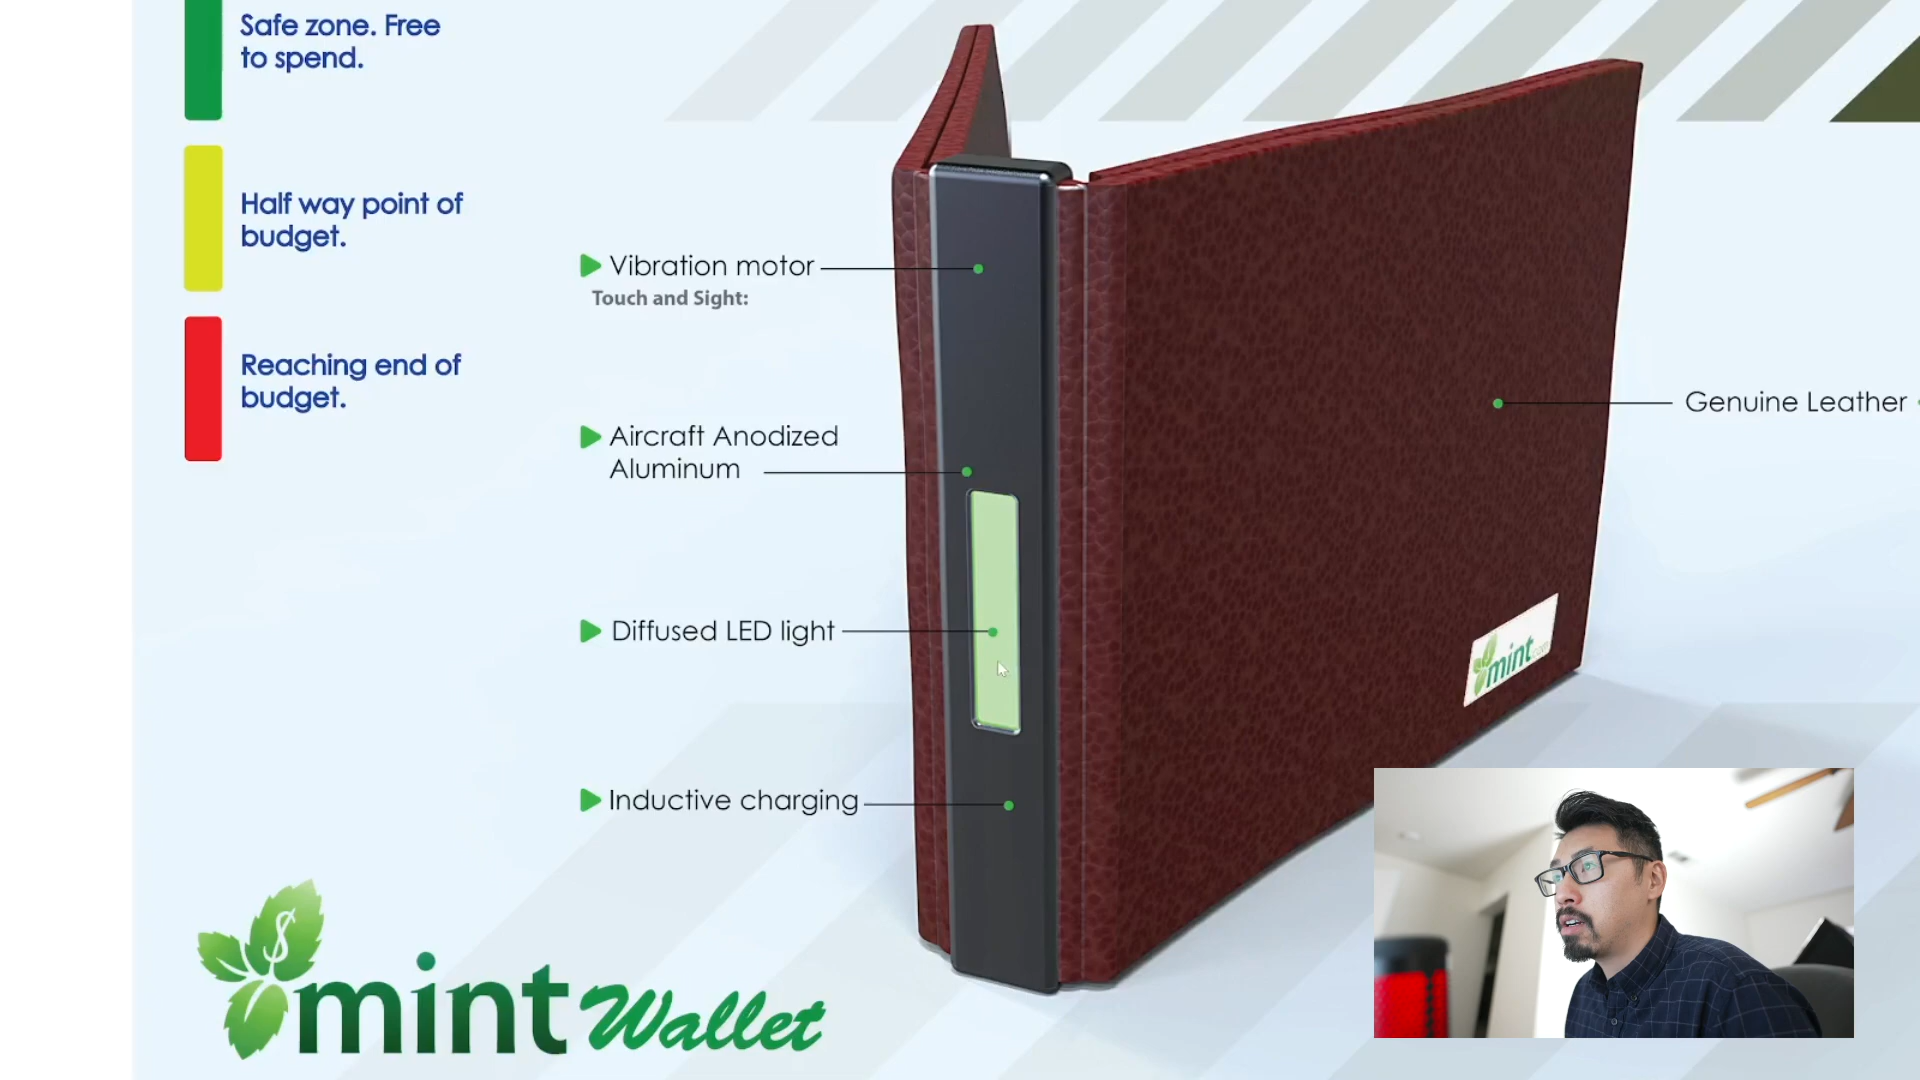 Safe zone. Free
to spend.
Half way point of
budget.
Reaching end of
budget.
Vibration motor
Touch and Sight:
Aircraft Anodized
Aluminum
Diffused LED light
Inductive charging
Genuine Leather
mint.com
$
mint Wallet